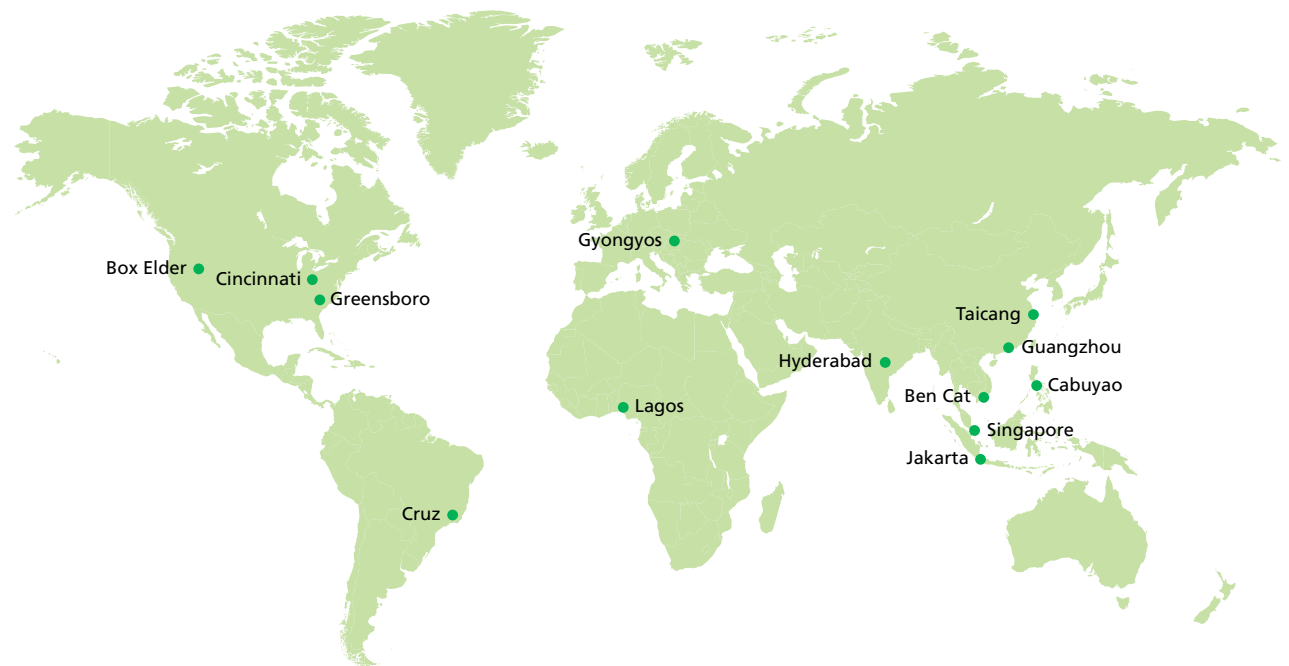 Gyongyos
Box Elder
Cincinnati
Greensboro
Taicang
Guangzhou
Hyderabad
Cabuyao
Ben Cat
Lagos
Singapore
Jakarta
Cruz